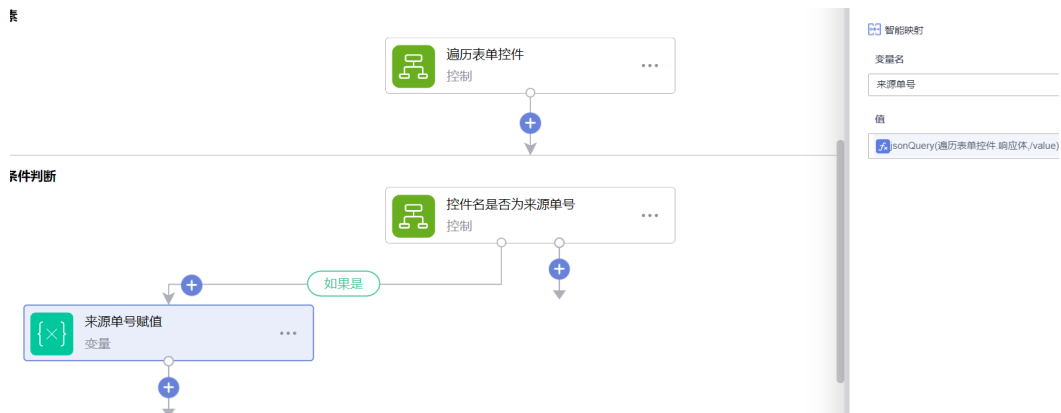 素
遍历表单控件
控制
条件判断
控件名是否为来源单号
控制
如果是
来源单号赋值
变量
智能映射
变量名
来源单号
值
jsonQuery(遍历表单控件.响应体,/value)